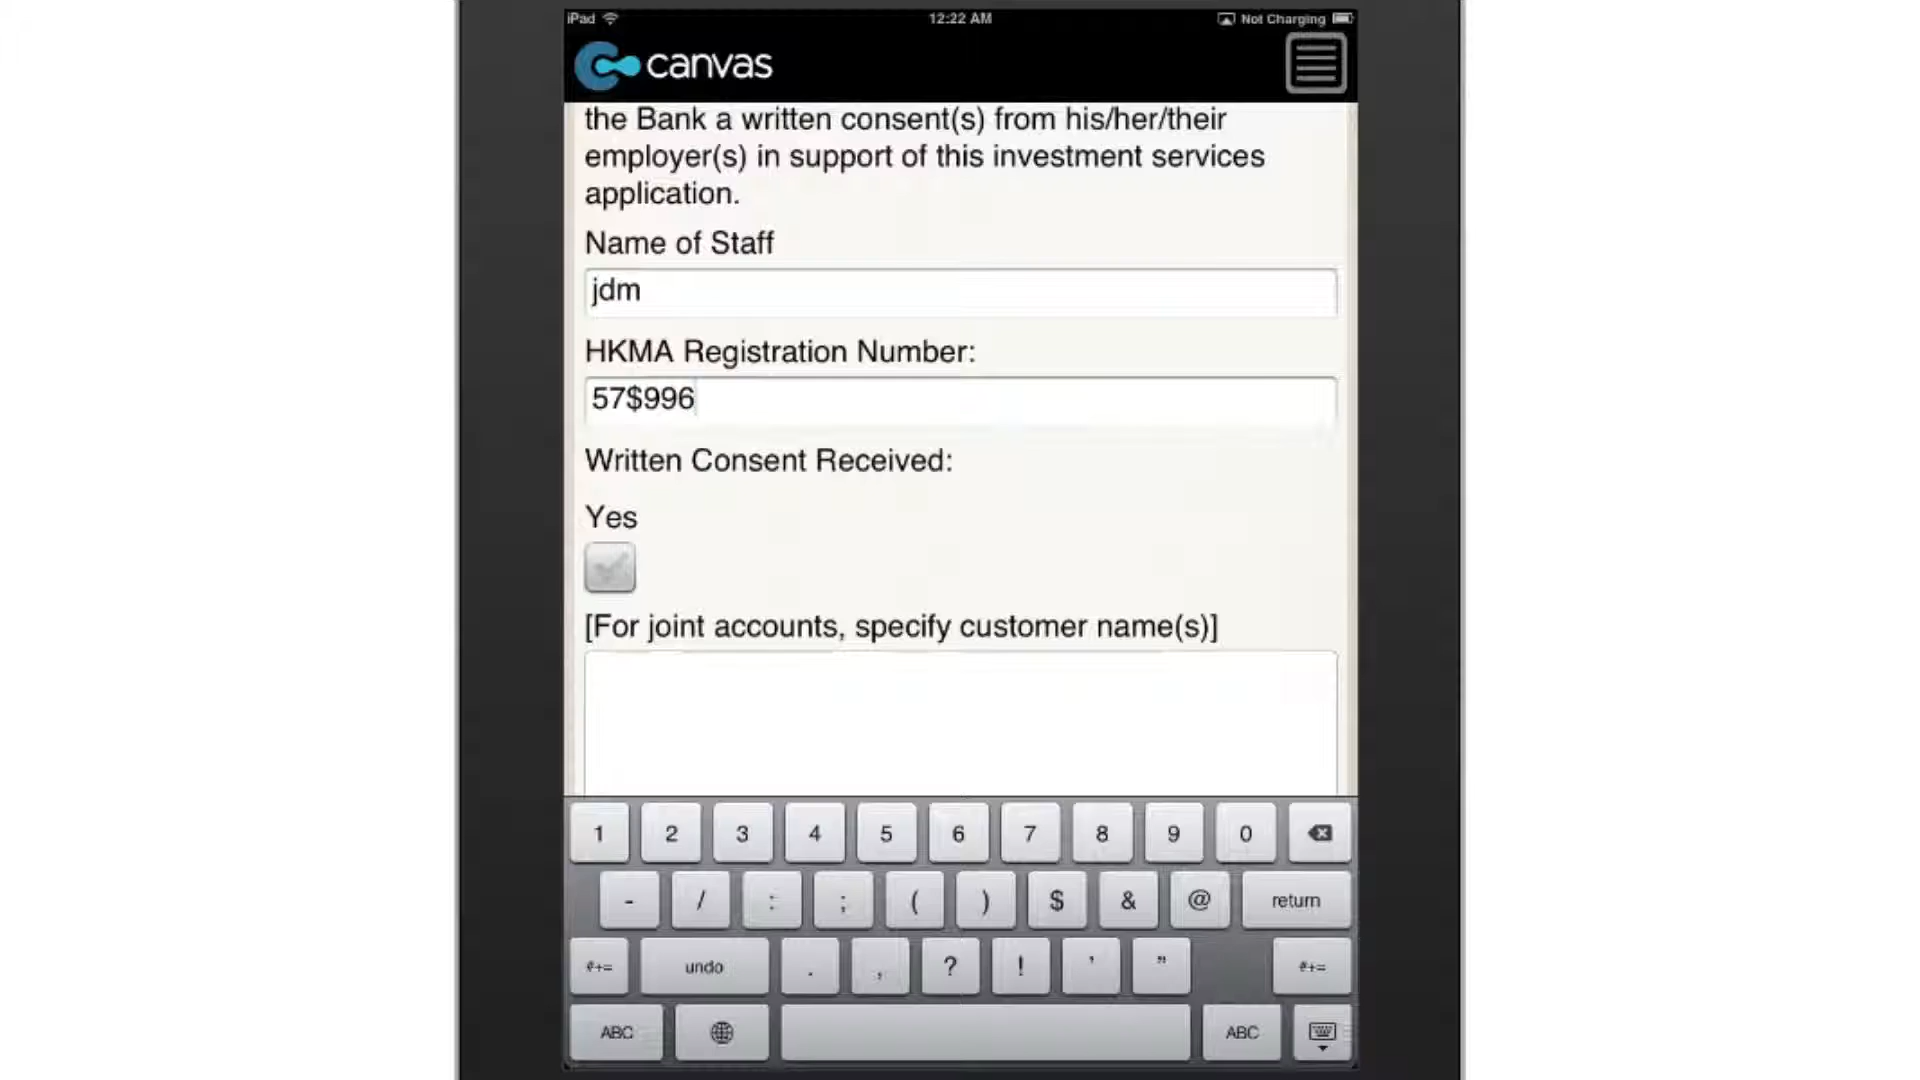 iPad 12:22 AM Not Charging
canvas
the Bank a written consent(s) from his/her/their
employer(s) in support of this investment services
application.
Name of Staff
jdm
HKMA Registration Number:
57$996
Written Consent Received:
Yes
[For joint accounts, specify customer name(s)]
1 2 3 4 5 6 7 8 9 0
- / : ; ( ) $ & @ return
#+= undo . , ? ! ' " #+=
ABC ABC